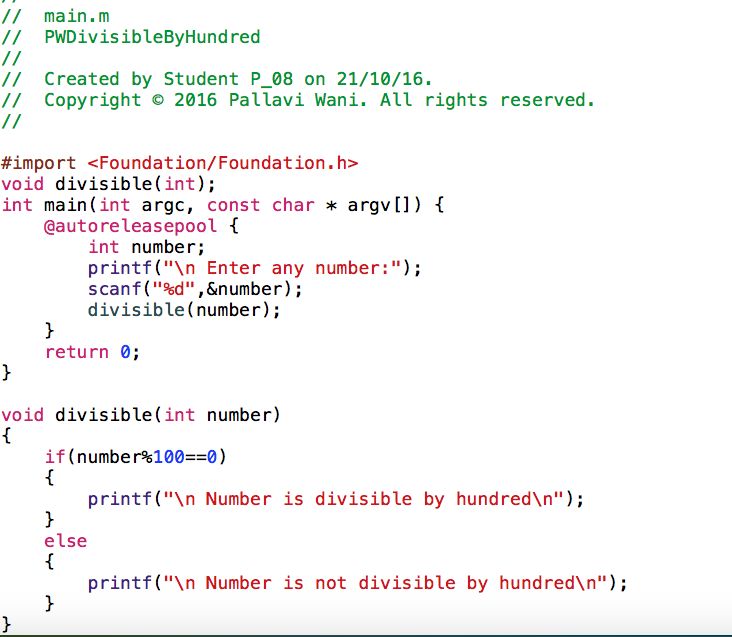 //
//  main.m
//  PWDivisibleByHundred
//
//  Created by Student P_08 on 21/10/16.
//  Copyright © 2016 Pallavi Wani. All rights reserved.
//

#import <Foundation/Foundation.h>
void divisible(int);
int main(int argc, const char * argv[]) {
    @autoreleasepool {
        int number;
        printf("\n Enter any number:");
        scanf("%d",&number);
        divisible(number);
    }
    return 0;
}

void divisible(int number)
{
    if(number%100==0)
    {
        printf("\n Number is divisible by hundred\n");
    }
    else
    {
        printf("\n Number is not divisible by hundred\n");
    }
}